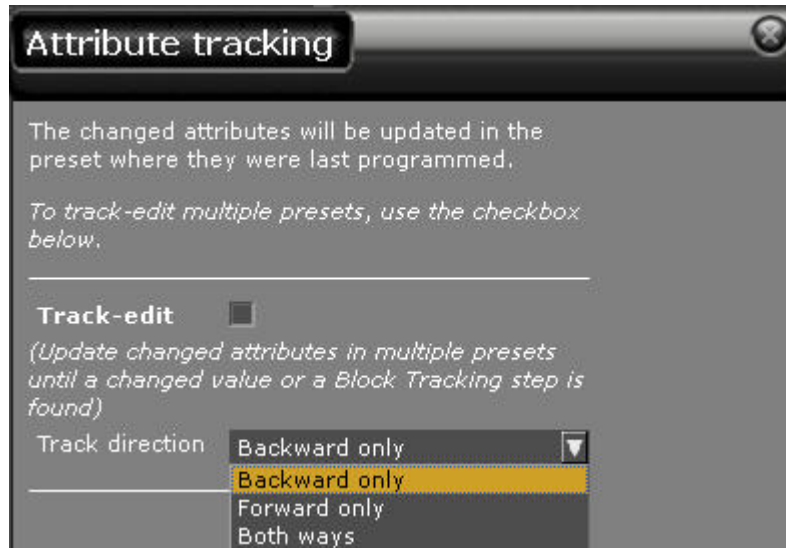 Attribute tracking
The changed attributes will be updated in the
preset where they were last programmed.
To track-edit multiple presets, use the checkbox
below.
Track-edit
(Update changed attributes in multiple presets
until a changed value or a Block Tracking step is
found)
Track direction Backward only
Backward only
Forward only
Both ways